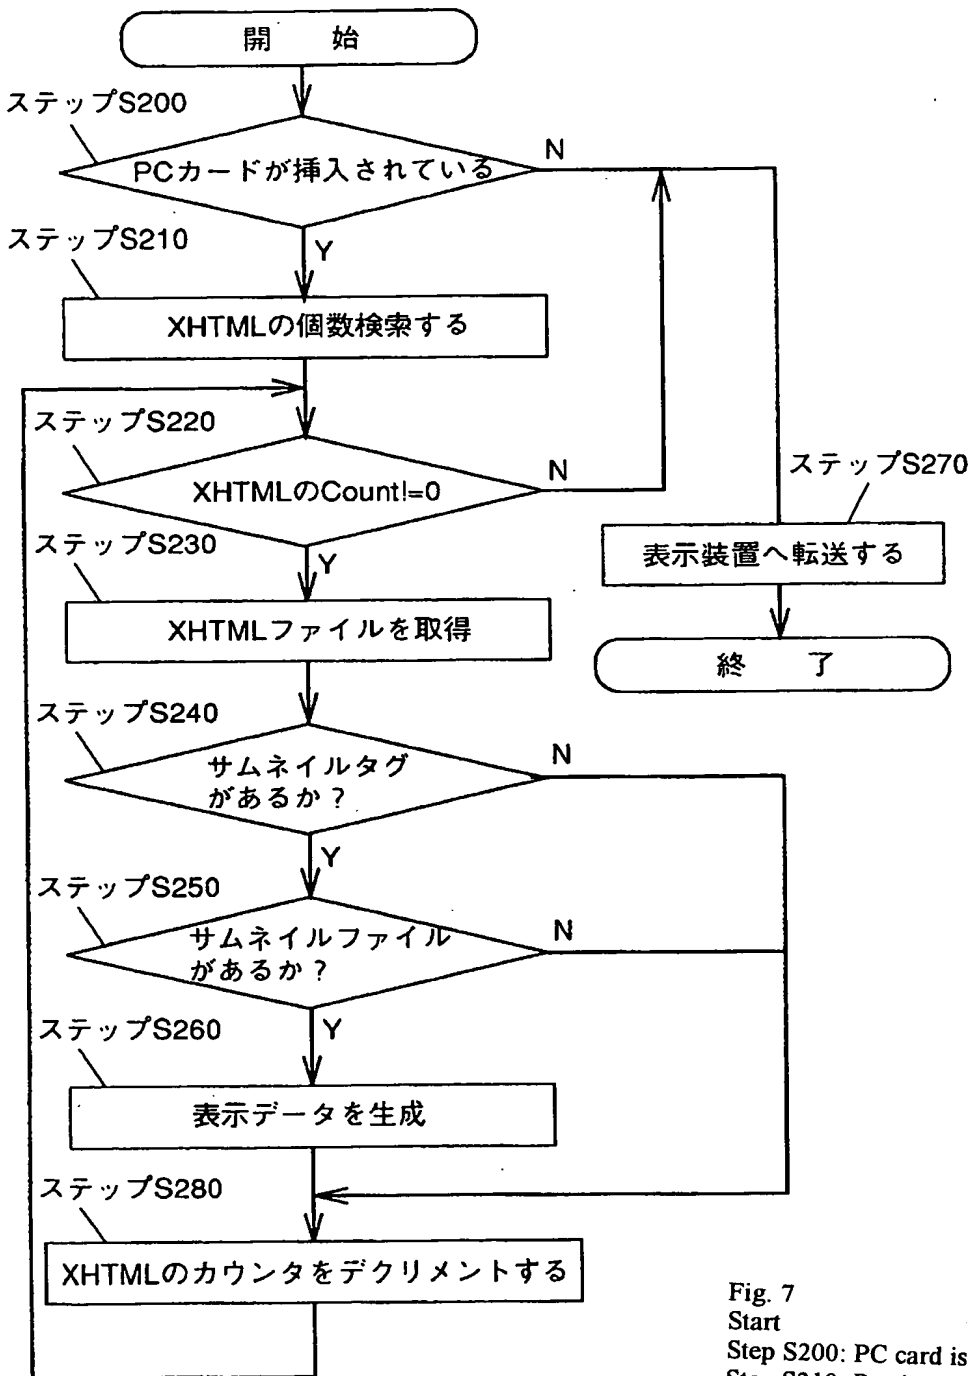 開 始
ステップS200
PCカードが挿入されている
N
ステップS210
Y
XHTMLの個数検索する
ステップS220
XHTMLのCount!=0
N
ステップS270
ステップS230
Y
表示装置へ転送する
XHTMLファイルを取得
終 了
ステップS240
サムネイルタグ
があるか？
N
Y
ステップS250
サムネイルファイル
があるか？
N
ステップS260
Y
表示データを生成
ステップS280
XHTMLのカウンタをデクリメントする
Fig. 7
Start
Step S200: PC card is